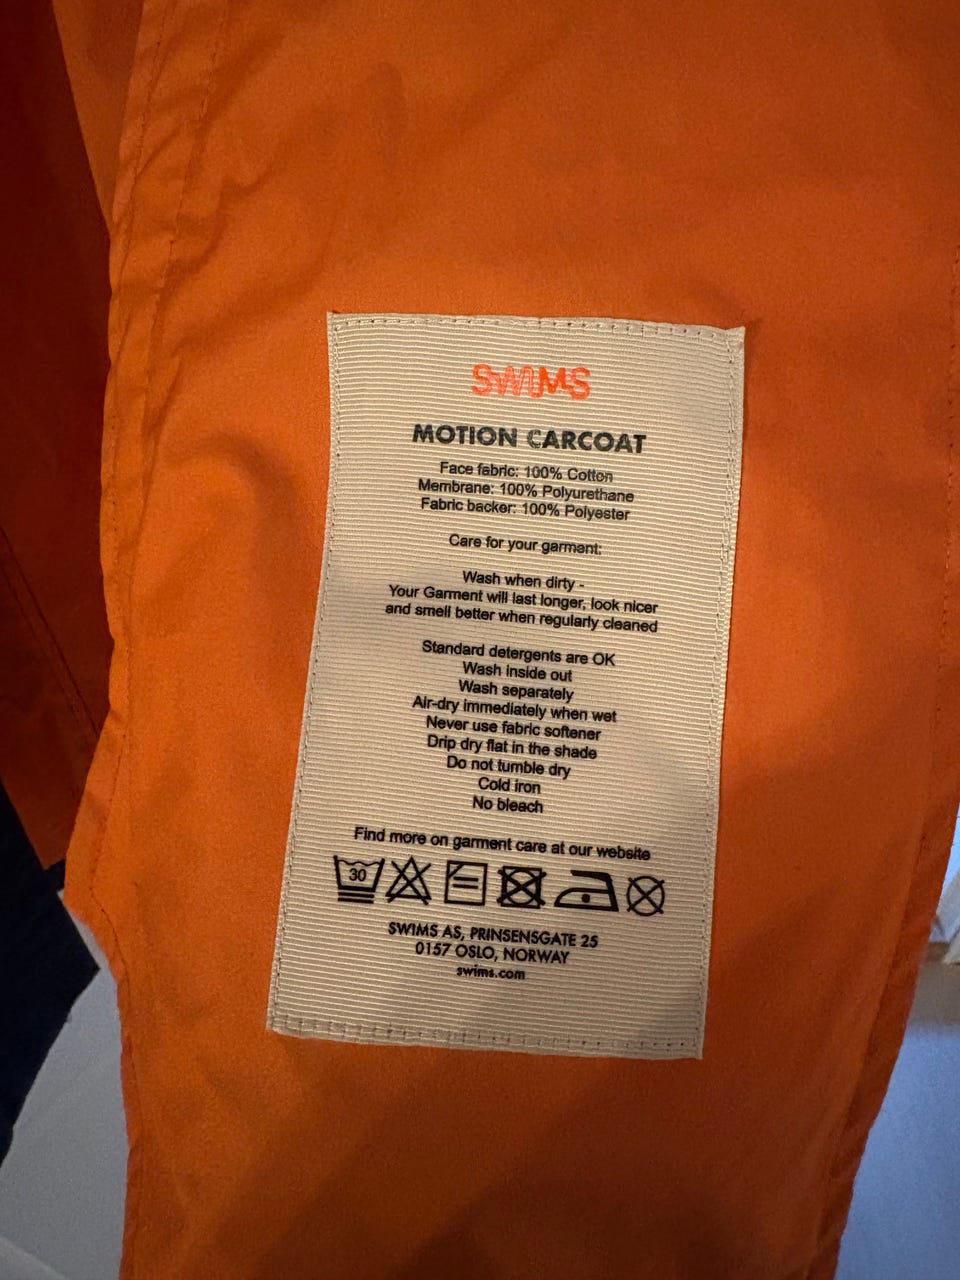 SWIMS
MOTION CARCOAT
Face fabric: 100% Cotton
Membrane: 100% Polyurethane
Fabric backer: 100% Polyester
Care for your garment:
Wash when dirty -
Your Garment will last longer, look nicer
and smell better when regularly cleaned
Standard detergents are OK
Wash inside out
Wash separately
Air-dry immediately when wet
Never use fabric softener
Drip dry flat in the shade
Do not tumble dry
Cold iron
No bleach
Find more on garment care at our website
30
SWIMS AS, PRINSENSGATE 25
0157 OSLO, NORWAY
swims.com